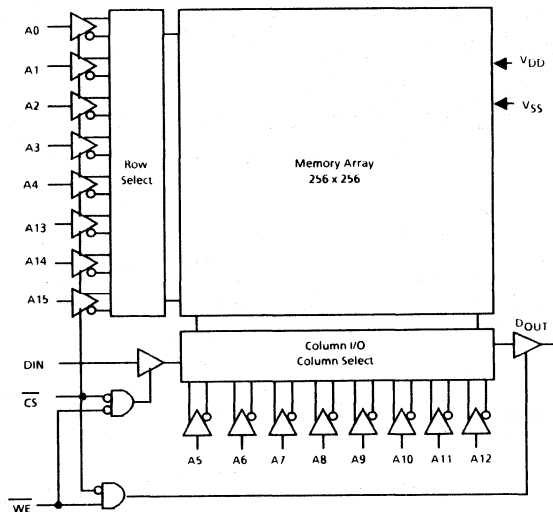 A0
A1
A2
A3
A4
A13
A14
A15
Row
Select
Memory Array
256 x 256
VDD
VSS
DIN
CS
WE
Column I/O
Column Select
DOUT
A5 A6 A7 A8 A9 A10 A11 A12